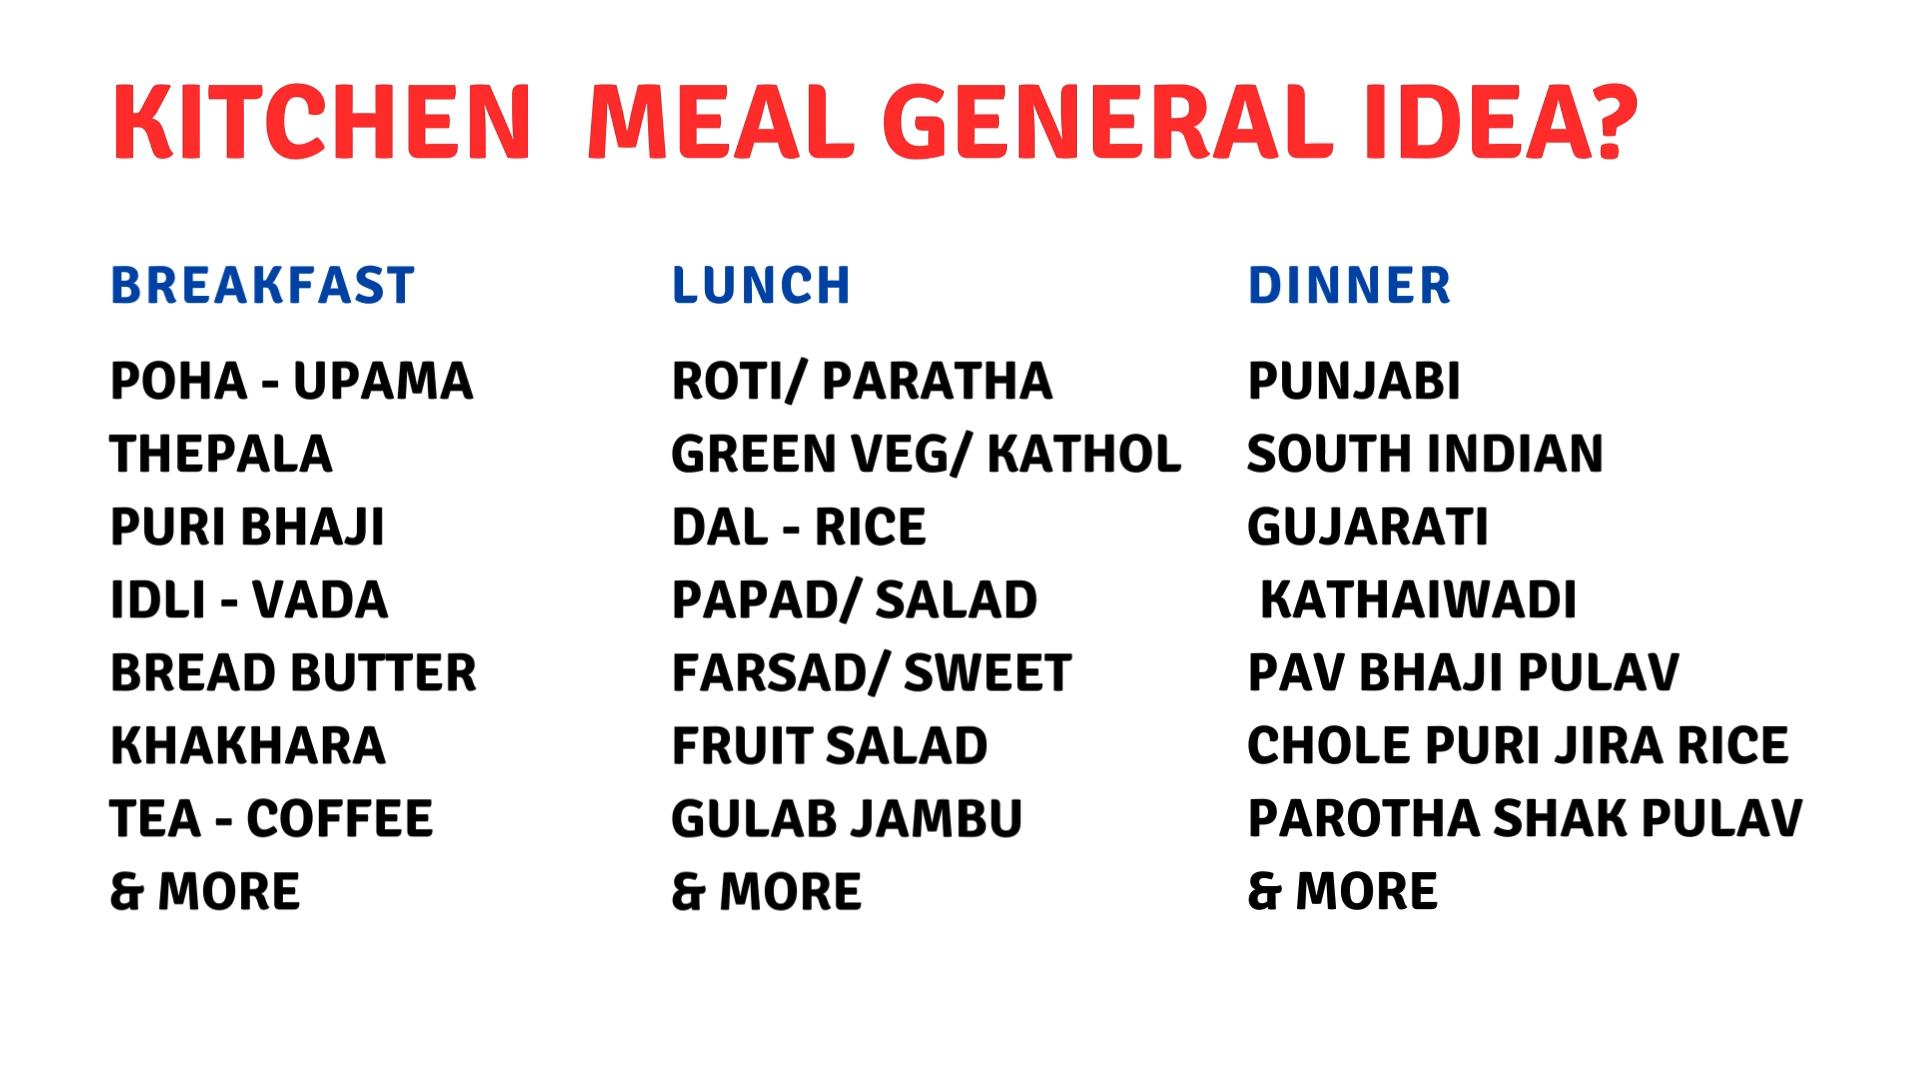 KITCHEN  MEAL GENERAL IDEA?
BREAKFAST
POHA - UPAMA
THEPALA
PURI BHAJI
IDLI - VADA
BREAD BUTTER
KHAKHARA
TEA - COFFEE
& MORE
LUNCH
ROTI/ PARATHA
GREEN VEG/ KATHOL
DAL - RICE
PAPAD/ SALAD
FARSAD/ SWEET
FRUIT SALAD
GULAB JAMBU
& MORE
DINNER
PUNJABI
SOUTH INDIAN
GUJARATI
KATHAIWADI
PAV BHAJI PULAV
CHOLE PURI JIRA RICE
PAROTHA SHAK PULAV
& MORE